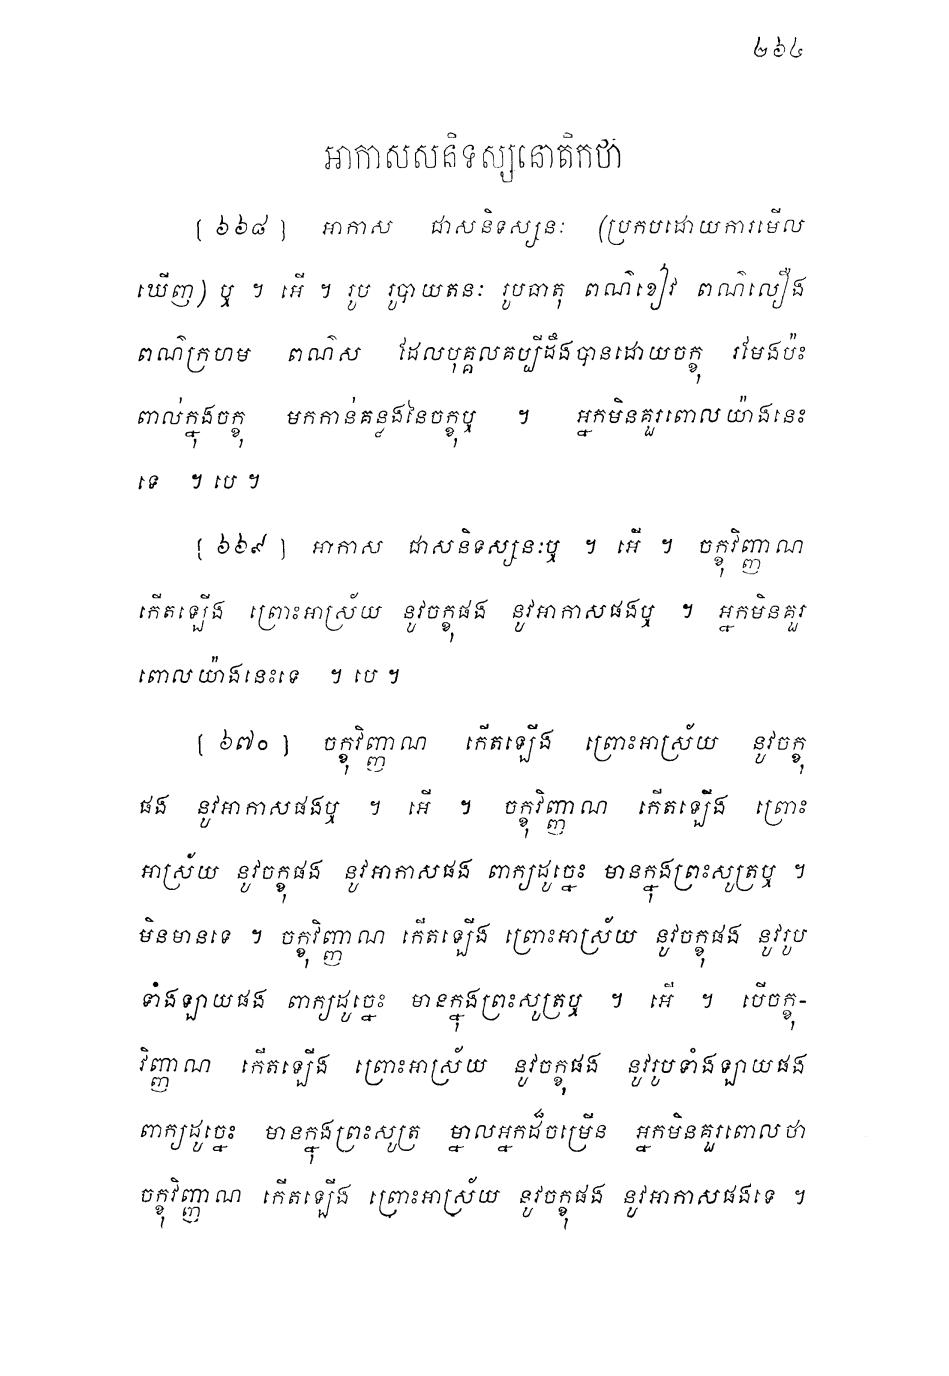 ២៦៤
អាកាសសនិទស្សនោតិកថា
[ ៦៦៨ ] អាកាស ជាសនិទស្សនៈ (ប្រកបដោយការមើល
ឃើញ) ឬ ។ អើ ។ រូប រូបាយតនៈ រូបធាតុ ពណ៌ខៀវ ពណ៌លឿង
ពណ៌ក្រហម ពណ៌ស ដែលបុគ្គលគប្បីដឹងបានដោយចក្ខុ រមែងប៉ះ
ពាល់ក្នុងចក្ខុ មកកាន់គន្លងនៃចក្ខុឬ ។ អ្នកមិនគួរពោលយ៉ាងនេះ
ទេ ។ បេ ។
[ ៦៦៩ ] អាកាស ជាសនិទស្សនៈឬ ។ អើ ។ ចក្ខុវិញ្ញាណ
កើតឡើង ព្រោះអាស្រ័យ នូវចក្ខុផង នូវអាកាសផងឬ ។ អ្នកមិនគួរ
ពោលយ៉ាងនេះទេ ។ បេ ។
[ ៦៧០ ] ចក្ខុវិញ្ញាណ កើតឡើង ព្រោះអាស្រ័យ នូវចក្ខុ
ផង នូវអាកាសផងឬ ។ អើ ។ ចក្ខុវិញ្ញាណ កើតឡើង ព្រោះ
អាស្រ័យ នូវចក្ខុផង នូវអាកាសផង ពាក្យដូច្នេះ មានក្នុងព្រះសូត្រឬ ។
មិនមានទេ ។ ចក្ខុវិញ្ញាណ កើតឡើង ព្រោះអាស្រ័យ នូវចក្ខុផង នូវរូប
ទាំងឡាយផង ពាក្យដូច្នេះ មានក្នុងព្រះសូត្រឬ ។ អើ ។ បើចក្ខុ-
វិញ្ញាណ កើតឡើង ព្រោះអាស្រ័យ នូវចក្ខុផង នូវរូបទាំងឡាយផង
ពាក្យដូច្នេះ មានក្នុងព្រះសូត្រ ម្នាលអ្នកដ៏ចម្រើន អ្នកមិនគួរពោលថា
ចក្ខុវិញ្ញាណ កើតឡើង ព្រោះអាស្រ័យ នូវចក្ខុផង នូវអាកាសផងទេ ។